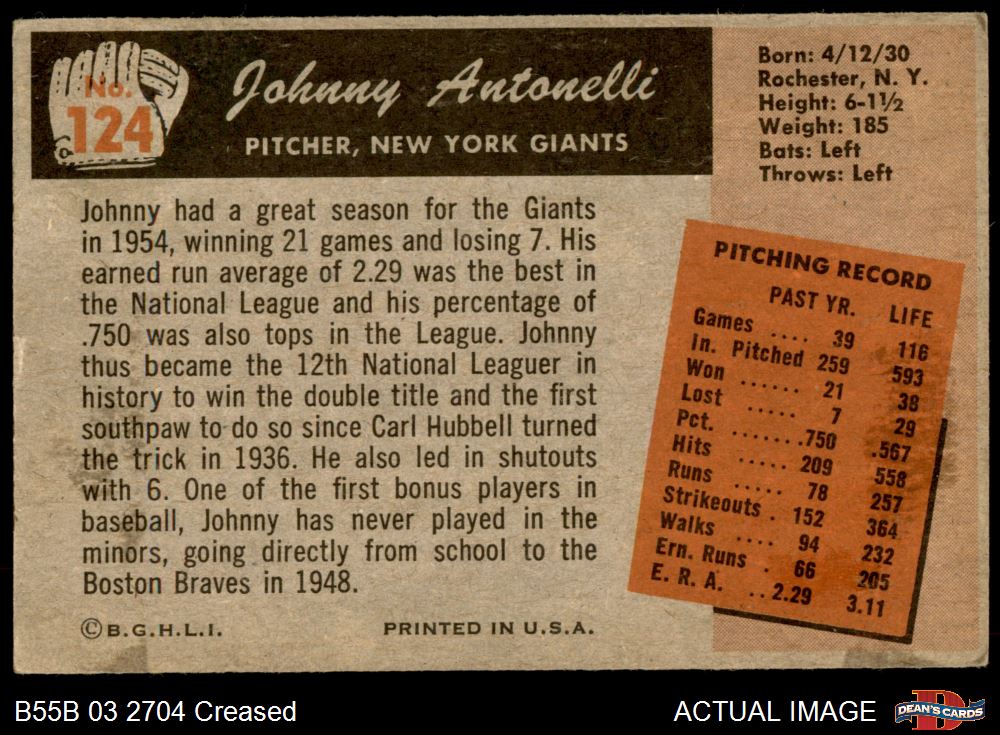 No.
124
Johnny Antonelli
PITCHER, NEW YORK GIANTS
Born: 4/12/30
Rochester, N. Y.
Height: 6-1½
Weight: 185
Bats: Left
Throws: Left
Johnny had a great season for the Giants
in 1954, winning 21 games and losing 7. His
earned run average of 2.29 was the best in
the National League and his percentage of
.750 was also tops in the League. Johnny
thus became the 12th National Leaguer in
history to win the double title and the first
southpaw to do so since Carl Hubbell turned
the trick in 1936. He also led in shutouts
with 6. One of the first bonus players in
baseball, Johnny has never played in the
minors, going directly from school to the
Boston Braves in 1948.
©B.G.H.L.I. PRINTED IN U.S.A.
PITCHING RECORD
PAST YR. LIFE
Games .... 39 116
In. Pitched 259 593
Won ...... 21 38
Lost ..... 7 29
Pct. .......750 .567
Hits ..... 209 558
Runs ..... 78 257
Strikeouts . 152 364
Walks .... 94 232
Ern. Runs . 66 205
E. R. A. ..2.29 3.11
B55B 03 2704 Creased
ACTUAL IMAGE
DEAN'S CARDS